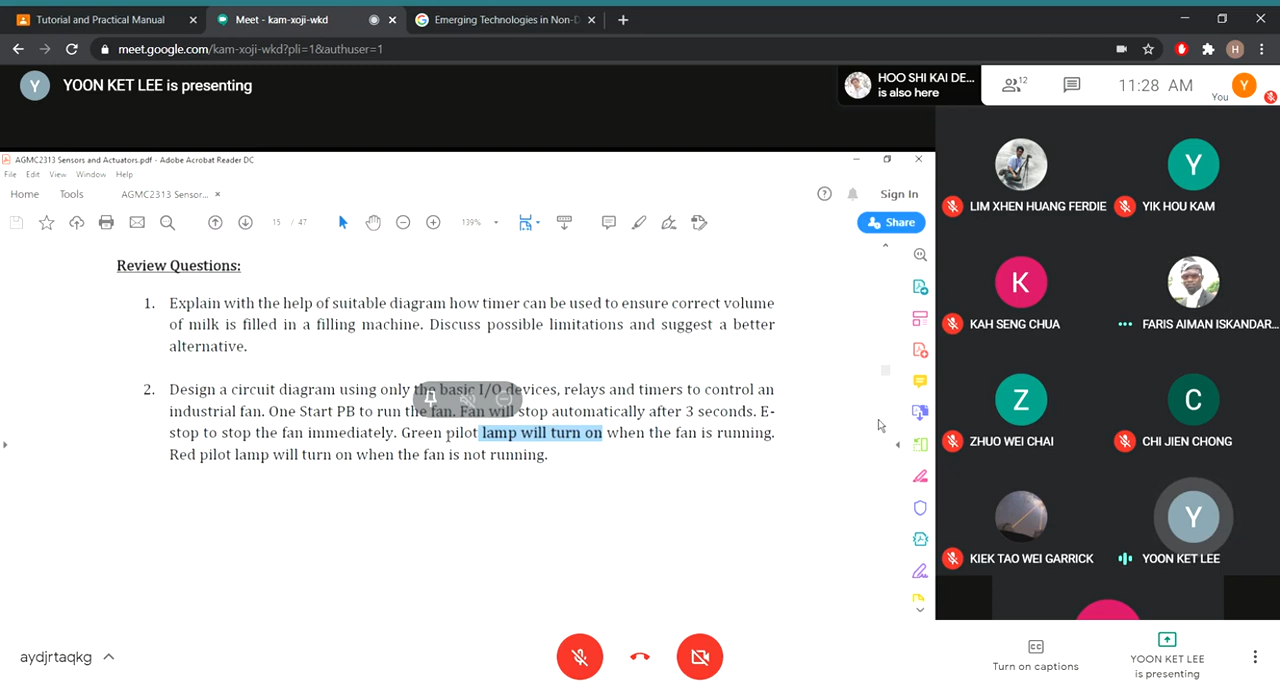 Tutorial and Practical Manual
Meet - kam-xoji-wkd
Emerging Technologies in Non-D
meet.google.com/kam-xoji-wkd?pli=1&authuser=1
H
Y
YOON KET LEE is presenting
HOO SHI KAI DE...
is also here
12
11:28 AM
You
Y
AGMC2313 Sensors and Actuators.pdf - Adobe Acrobat Reader DC
File Edit View Window Help
Home Tools AGMC2313 Sensor...
Sign In
15 / 47
139%
Share
Review Questions:
1. Explain with the help of suitable diagram how timer can be used to ensure correct volume
of milk is filled in a filling machine. Discuss possible limitations and suggest a better
alternative.
2. Design a circuit diagram using only the basic I/O devices, relays and timers to control an
industrial fan. One Start PB to run the fan. Fan will stop automatically after 3 seconds. E-
stop to stop the fan immediately. Green pilot lamp will turn on when the fan is running.
Red pilot lamp will turn on when the fan is not running.
LIM XHEN HUANG FERDIE
Y
YIK HOU KAM
K
KAH SENG CHUA
FARIS AIMAN ISKANDAR...
Z
ZHUO WEI CHAI
C
CHI JIEN CHONG
KIEK TAO WEI GARRICK
Y
YOON KET LEE
aydjrtaqkg
CC
Turn on captions
YOON KET LEE
is presenting